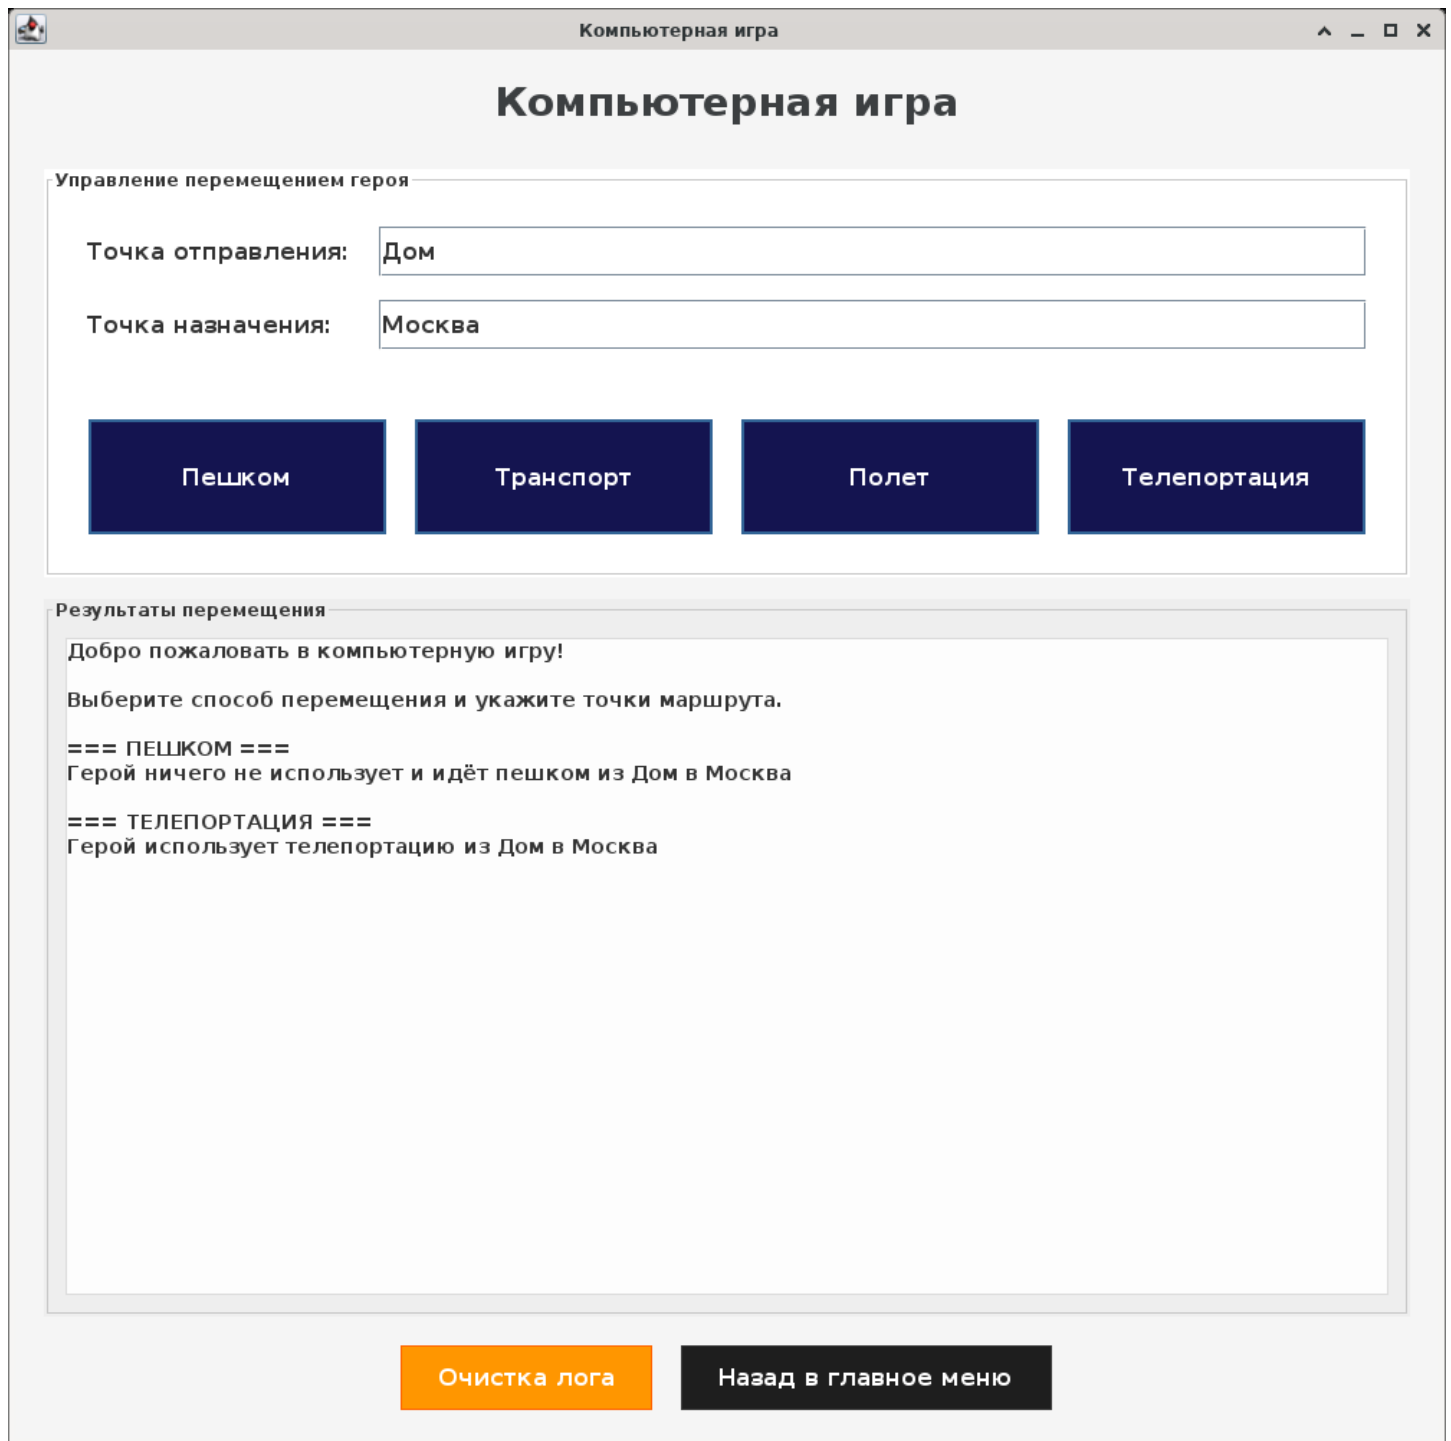 Компьютерная игра
Компьютерная игра
Управление перемещением героя
Точка отправления: Дом
Точка назначения: Москва
Пешком Транспорт Полет Телепортация
Результаты перемещения
Добро пожаловать в компьютерную игру!
Выберите способ перемещения и укажите точки маршрута.
=== ПЕШКОМ ===
Герой ничего не использует и идёт пешком из Дом в Москва
=== ТЕЛЕПОРТАЦИЯ ===
Герой использует телепортацию из Дом в Москва
Очистка лога Назад в главное меню